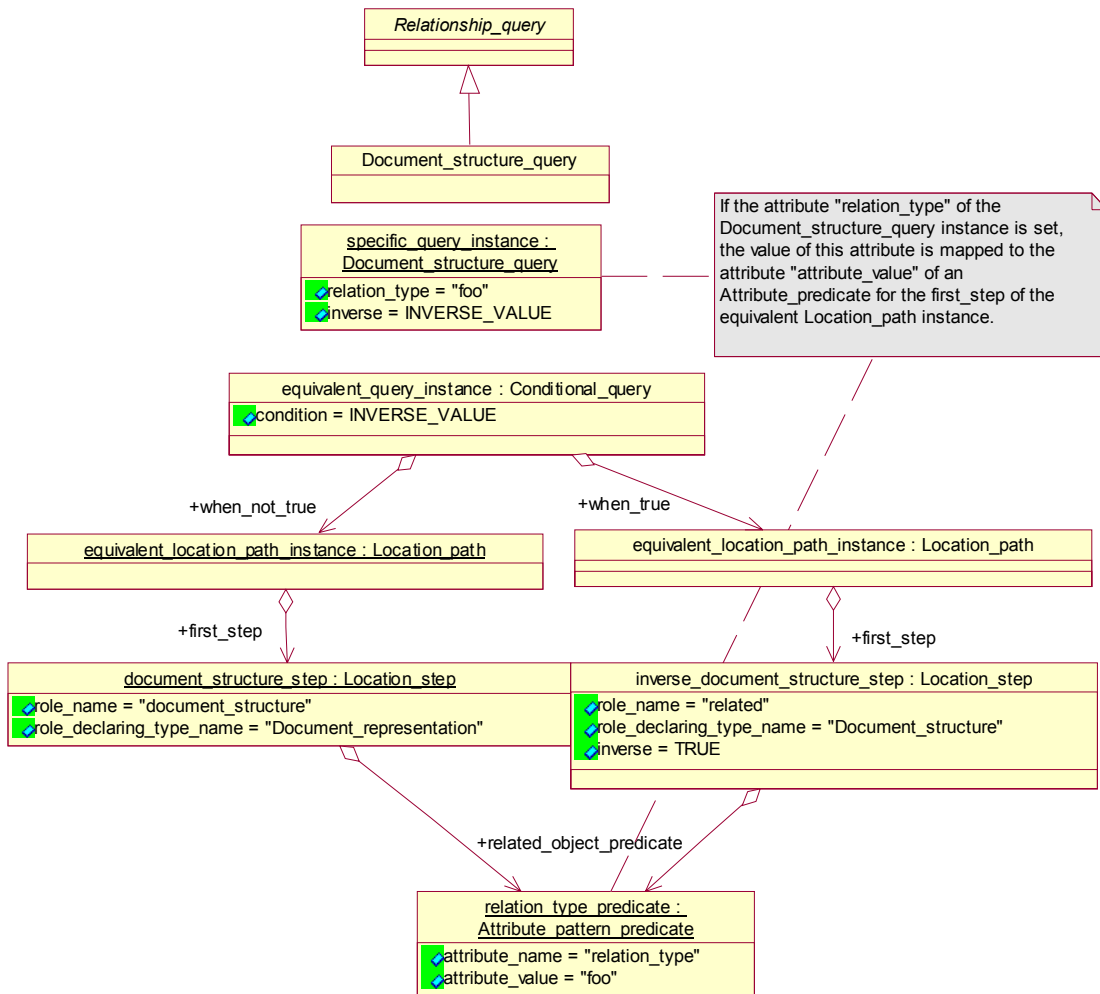 Relationship_query
Document_structure_query
specific_query_instance :
Document_structure_query
relation_type = "foo"
inverse = INVERSE_VALUE
If the attribute "relation_type" of the
Document_structure_query instance is set,
the value of this attribute is mapped to the
attribute "attribute_value" of an
Attribute_predicate for the first_step of the
equivalent Location_path instance.
equivalent_query_instance : Conditional_query
condition = INVERSE_VALUE
+when_not_true
+when_true
equivalent_location_path_instance : Location_path
equivalent_location_path_instance : Location_path
+first_step
+first_step
document_structure_step : Location_step
role_name = "document_structure"
role_declaring_type_name = "Document_representation"
inverse_document_structure_step : Location_step
role_name = "related"
role_declaring_type_name = "Document_structure"
inverse = TRUE
+related_object_predicate
relation_type_predicate :
Attribute_pattern_predicate
attribute_name = "relation_type"
attribute_value = "foo"